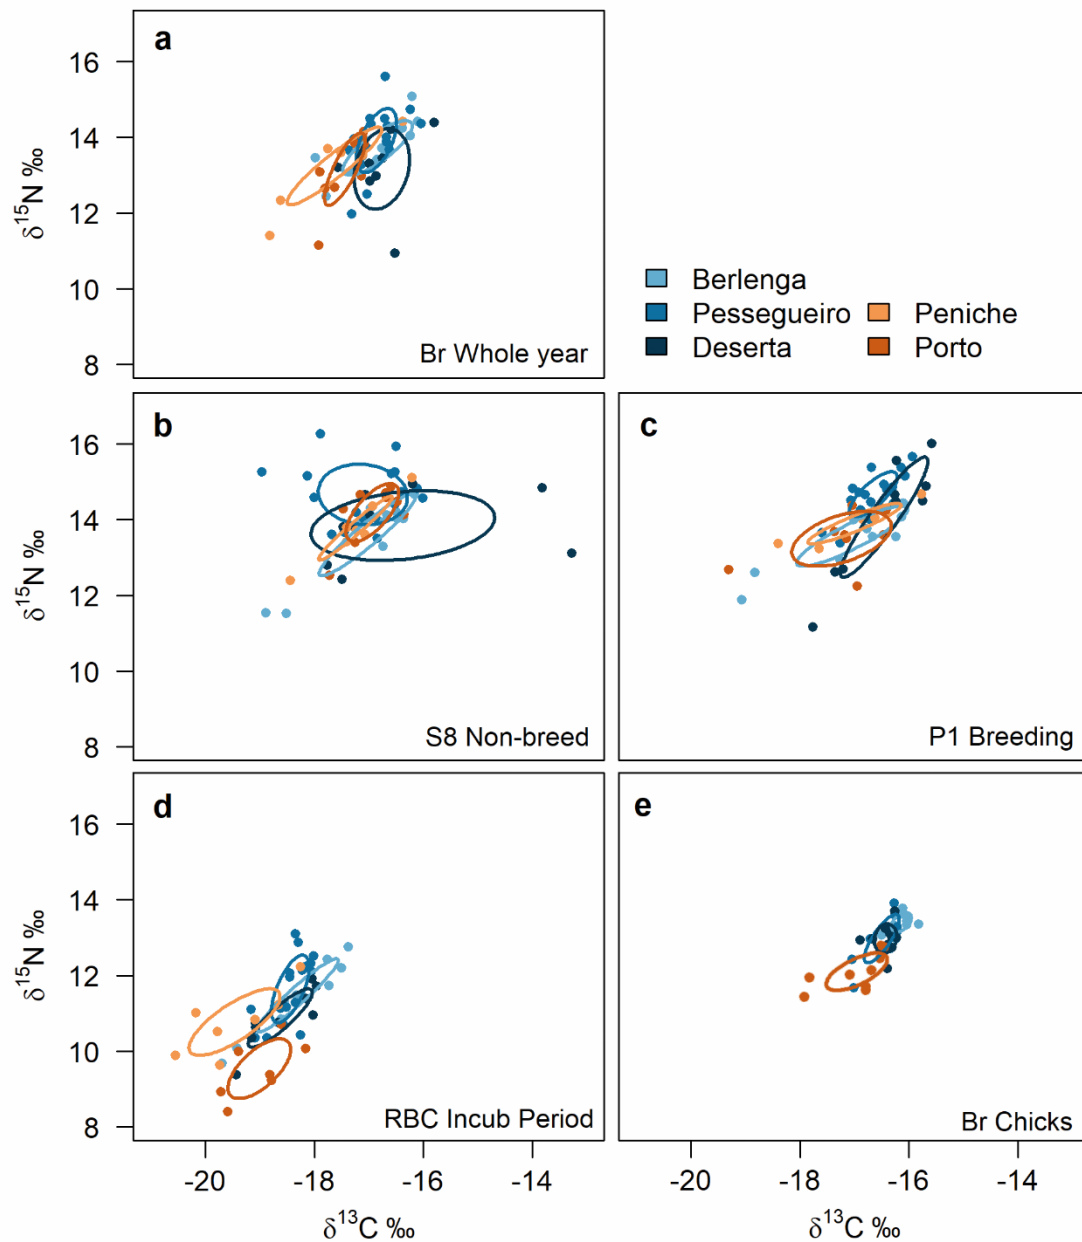 a
16
14
12
10
8
δ15N ‰
Br Whole year
Berlenga
Pessegueiro
Deserta
Peniche
Porto
b
16
14
12
10
8
δ15N ‰
S8 Non-breed
c
P1 Breeding
d
16
14
12
10
8
δ15N ‰
RBC Incub Period
e
Br Chicks
-20 -18 -16 -14
δ13C ‰
-20 -18 -16 -14
δ13C ‰